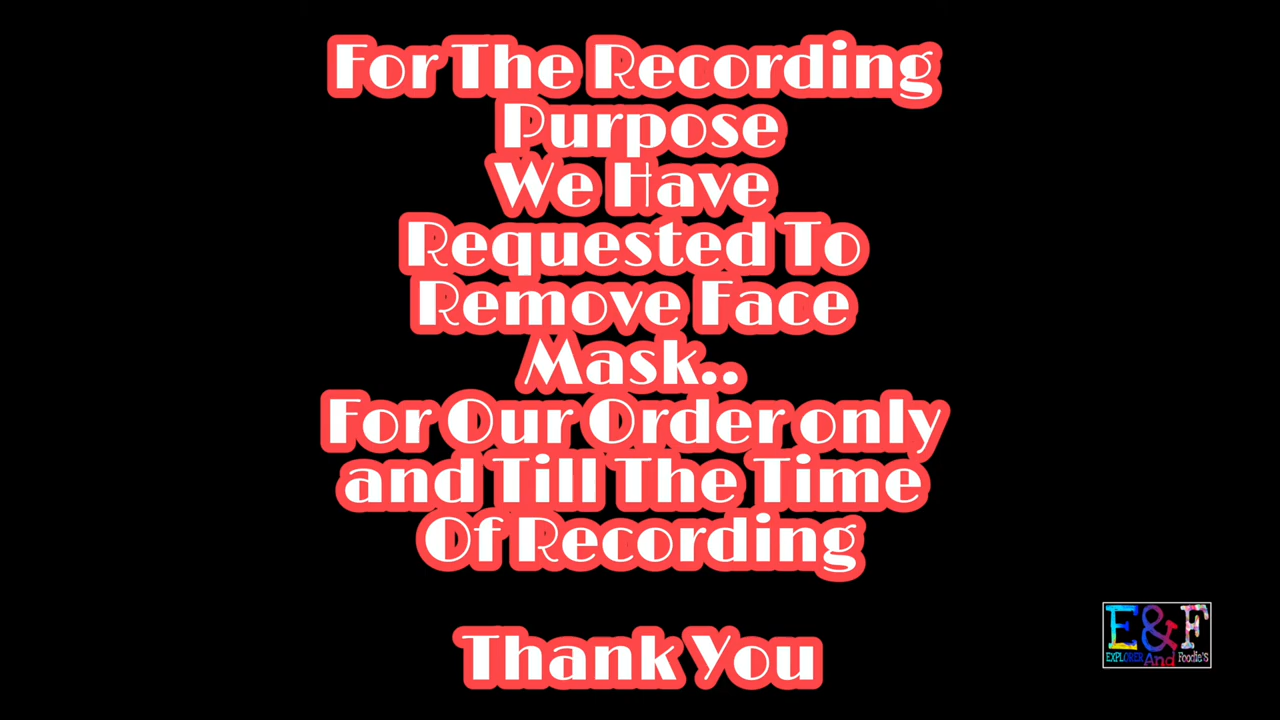 For The Recording
Purpose
We Have
Requested To
Remove Face
Mask..
For Our Order only
and Till The Time
Of Recording
Thank You
E&F
EXPLORER And Foodie's